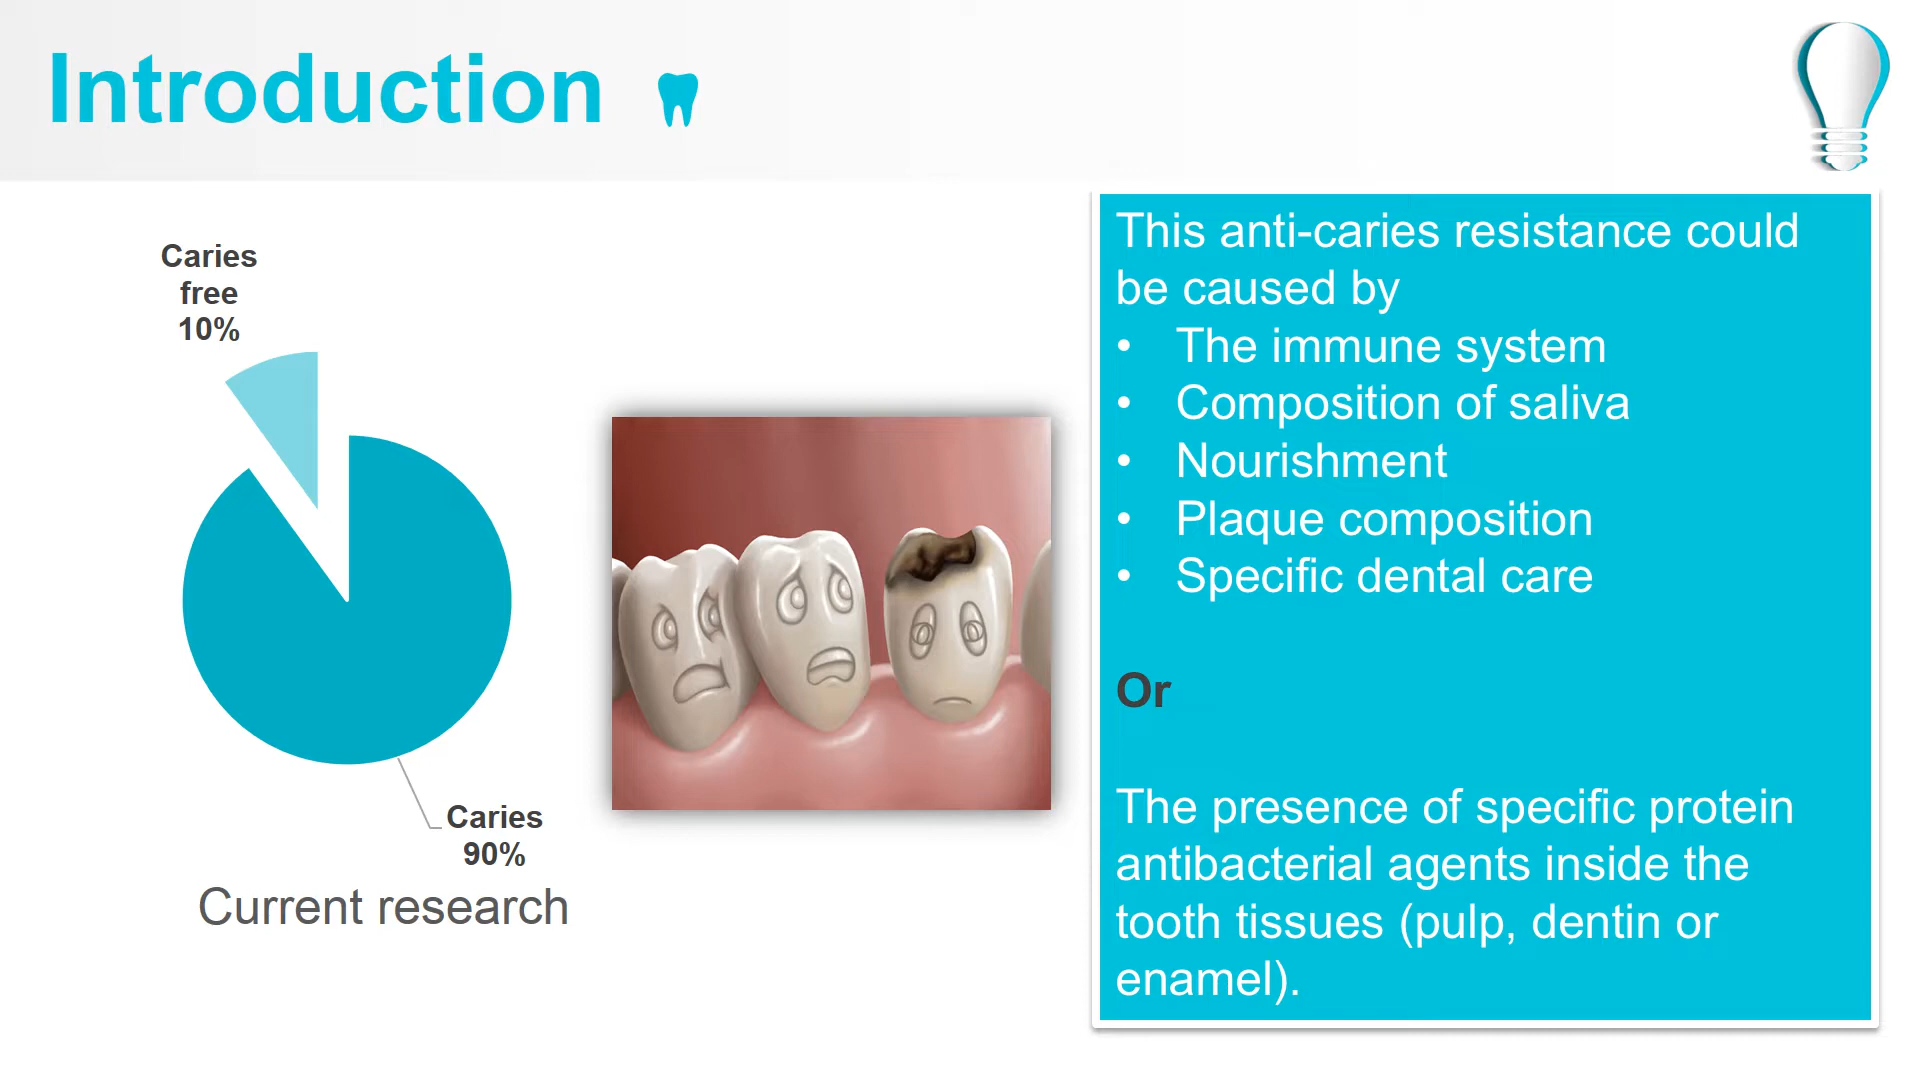 Introduction
Caries
free
10%
Caries
90%
Current research
This anti-caries resistance could
be caused by
• The immune system
• Composition of saliva
• Nourishment
• Plaque composition
• Specific dental care
Or
The presence of specific protein
antibacterial agents inside the
tooth tissues (pulp, dentin or
enamel).